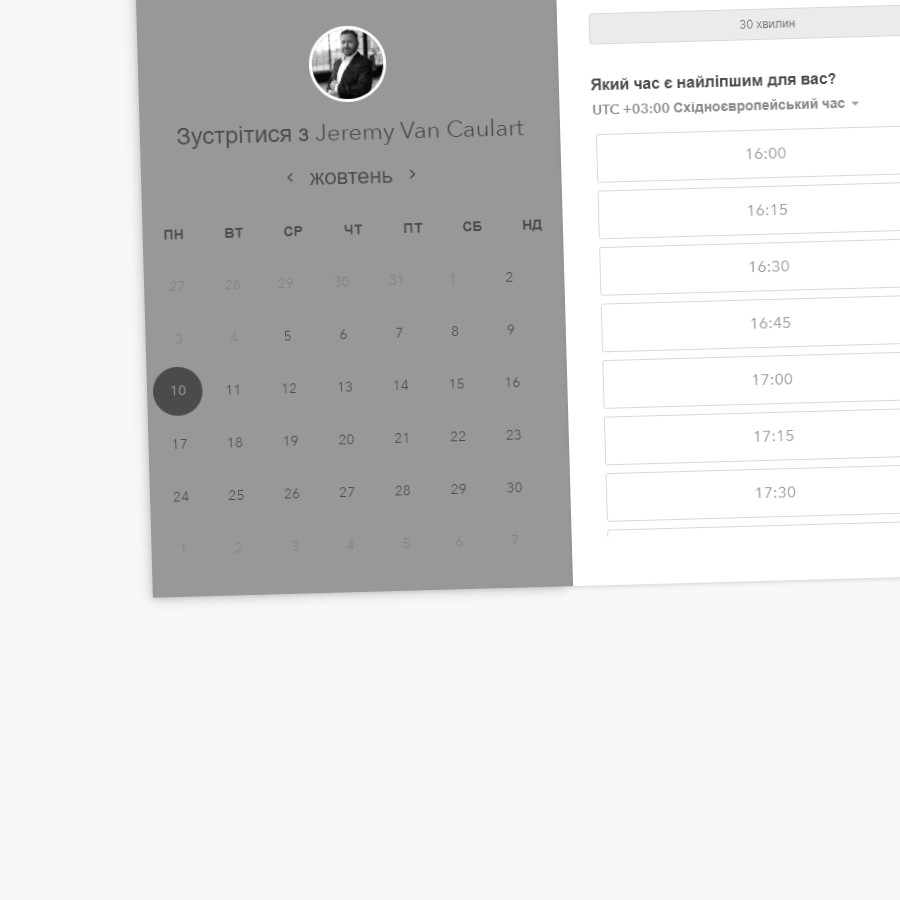 Зустрітися з Jeremy Van Caulart
жовтень
ПН ВТ СР ЧТ ПТ СБ НД
27 28 29 30 31 1 2
3 4 5 6 7 8 9
10 11 12 13 14 15 16
17 18 19 20 21 22 23
24 25 26 27 28 29 30
1 2 3 4 5 6 7
30 хвилин
Який час є найліпшим для вас?
UTC +03:00 Східноєвропейський час
16:00
16:15
16:30
16:45
17:00
17:15
17:30